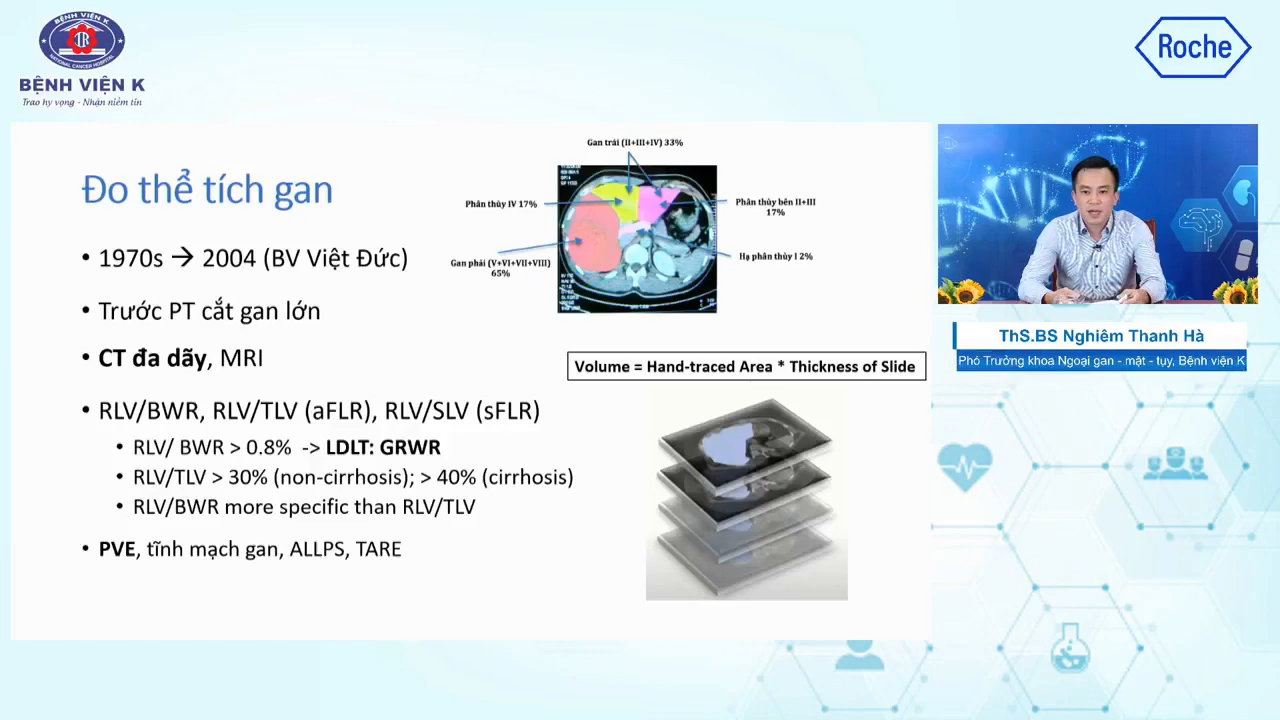 BỆNH VIỆN K
NATIONAL CANCER HOSPITAL
BỆNH VIỆN K
Trao hy vọng - Nhận niềm tin
Roche
Đo thể tích gan
• 1970s → 2004 (BV Việt Đức)
• Trước PT cắt gan lớn
• CT đa dãy, MRI
• RLV/BWR, RLV/TLV (aFLR), RLV/SLV (sFLR)
• RLV/ BWR > 0.8% -> LDLT: GRWR
• RLV/TLV > 30% (non-cirrhosis); > 40% (cirrhosis)
• RLV/BWR more specific than RLV/TLV
• PVE, tĩnh mạch gan, ALLPS, TARE
Gan trái (II+III+IV) 33%
Phân thùy IV 17%
Phân thùy bên II+III
17%
Gan phải (V+VI+VII+VIII)
65%
Hạ phân thùy I 2%
Volume = Hand-traced Area * Thickness of Slide
ThS.BS Nghiêm Thanh Hà
Phó Trưởng khoa Ngoại gan - mật - tụy, Bệnh viện K